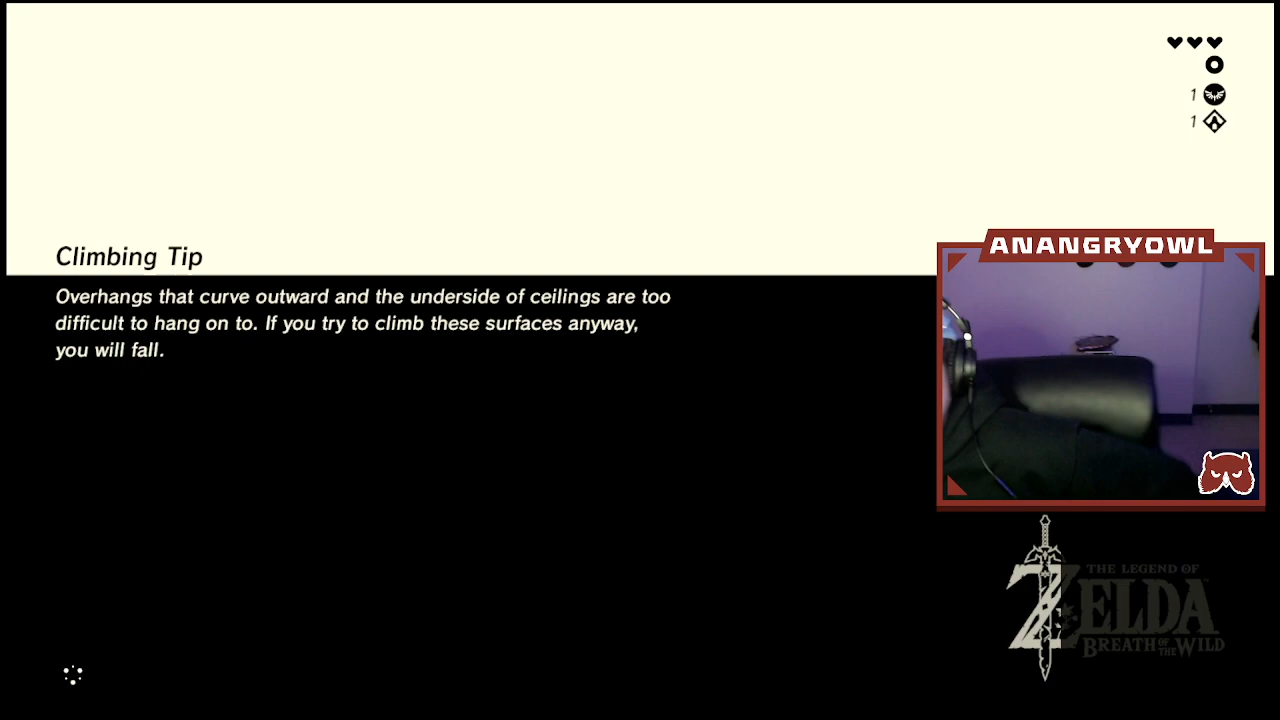 1
1
Climbing Tip
Overhangs that curve outward and the underside of ceilings are too
difficult to hang on to. If you try to climb these surfaces anyway,
you will fall.
ANANGRYOWL
THE LEGEND OF
ZELDA
BREATH OF THE WILD